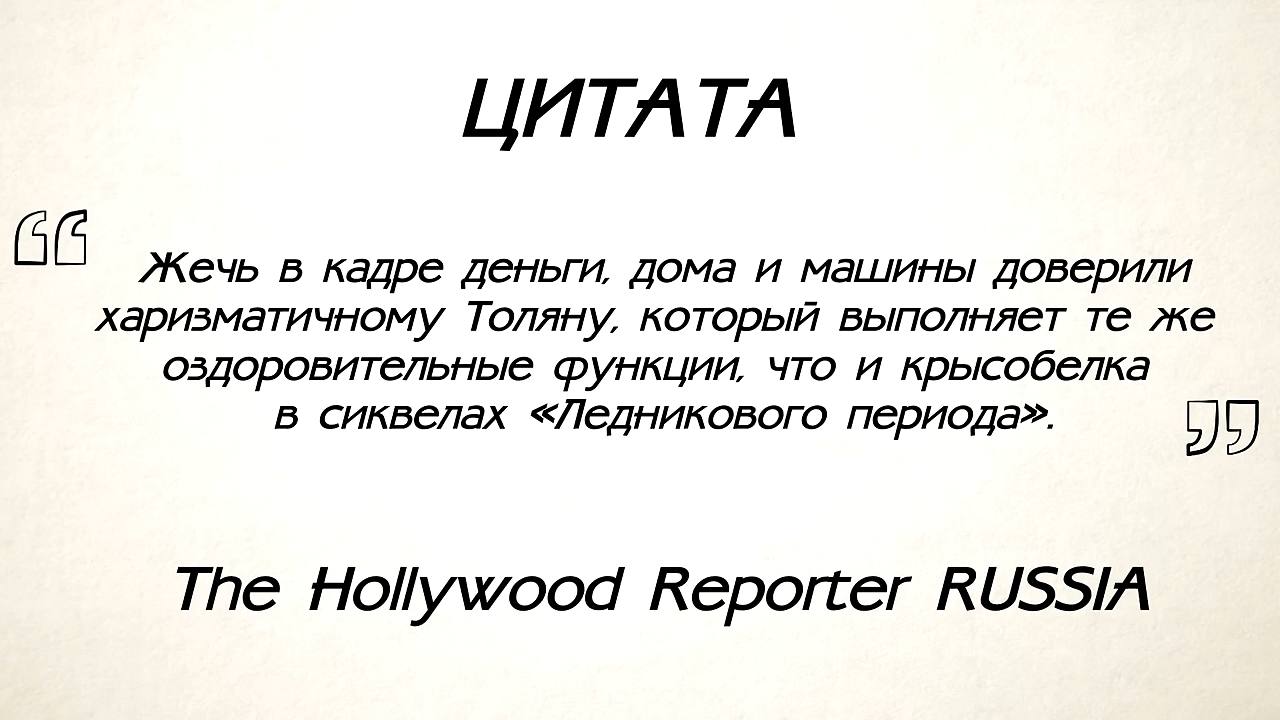 ЦИТАТА
“
Жечь в кадре деньги, дома и машины доверили
харизматичному Толяну, который выполняет те же
оздоровительные функции, что и крысобелка
в сиквелах «Ледникового периода».
”
The Hollywood Reporter RUSSIA